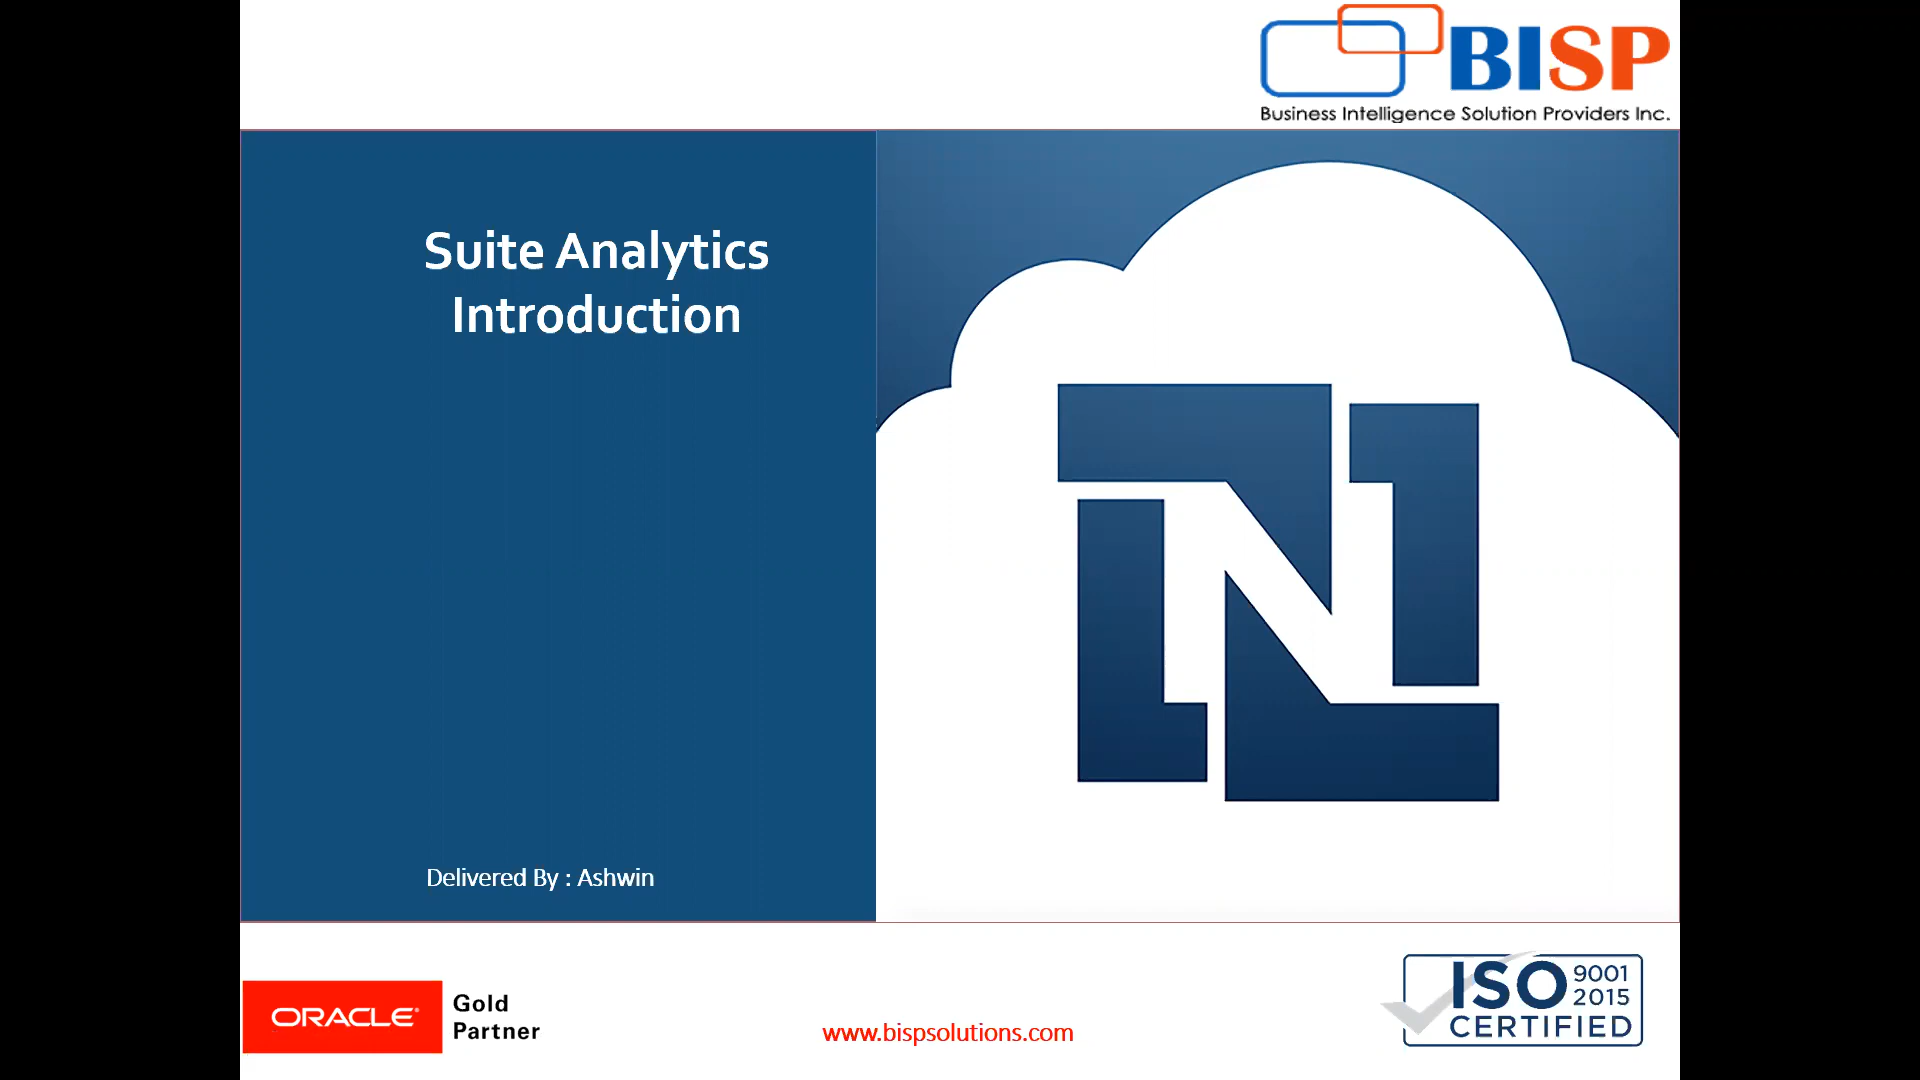 BISP
Business Intelligence Solution Providers Inc.
Suite Analytics
Introduction
N
Delivered By : Ashwin
ORACLE®
Gold
Partner
www.bispsolutions.com
ISO 9001
2015
CERTIFIED